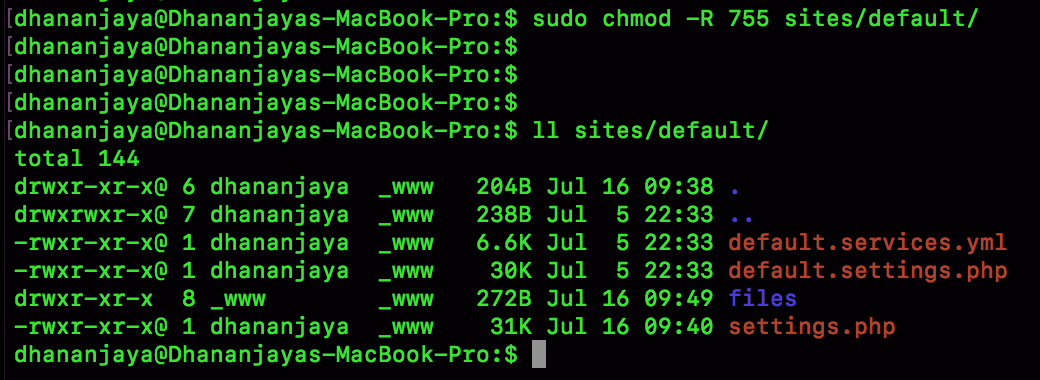 dhananjaya@Dhananjayas-MacBook-Pro:$ sudo chmod -R 755 sites/default/
[dhananjaya@Dhananjayas-MacBook-Pro:$
[dhananjaya@Dhananjayas-MacBook-Pro:$
[dhananjaya@Dhananjayas-MacBook-Pro:$
[dhananjaya@Dhananjayas-MacBook-Pro:$ ll sites/default/
total 144
drwxr-xr-x@ 6 dhananjaya  _www   204B Jul 16 09:38 .
drwxrwxr-x@ 7 dhananjaya  _www   238B Jul  5 22:33 ..
-rwxr-xr-x@ 1 dhananjaya  _www   6.6K Jul  5 22:33 default.services.yml
-rwxr-xr-x@ 1 dhananjaya  _www    30K Jul  5 22:33 default.settings.php
drwxr-xr-x  8 _www        _www   272B Jul 16 09:49 files
-rwxr-xr-x@ 1 dhananjaya  _www    31K Jul 16 09:40 settings.php
dhananjaya@Dhananjayas-MacBook-Pro:$